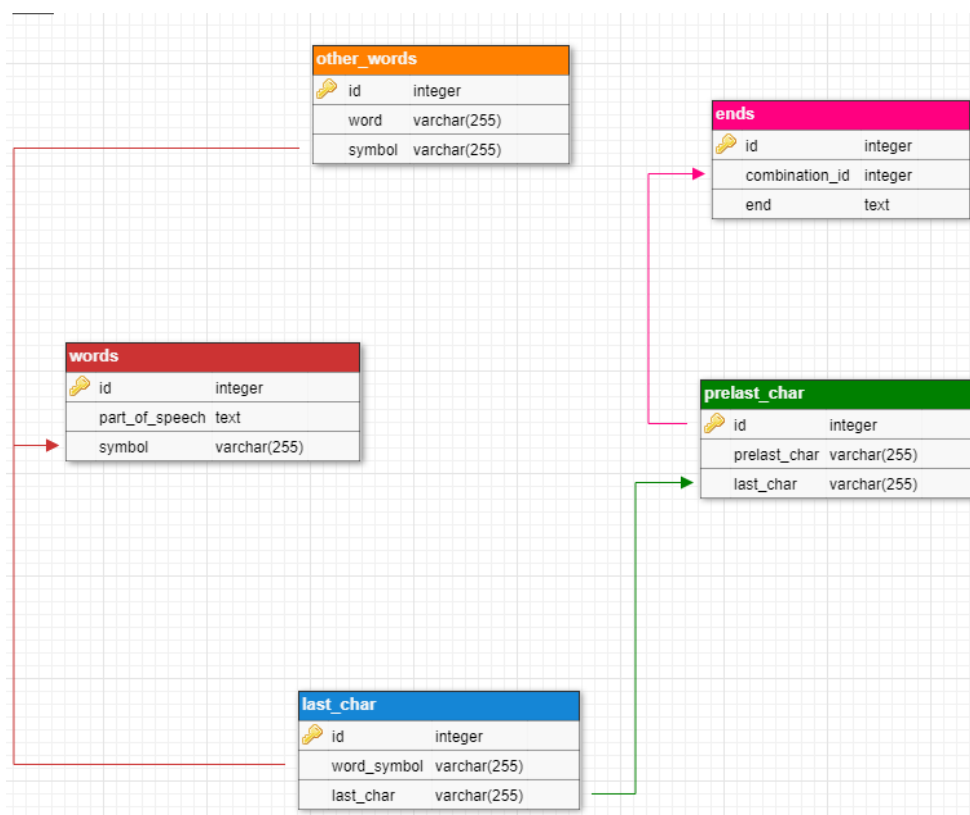 other_words
id integer
word varchar(255)
symbol varchar(255)
ends
id integer
combination_id integer
end text
words
id integer
part_of_speech text
symbol varchar(255)
prelast_char
id integer
prelast_char varchar(255)
last_char varchar(255)
last_char
id integer
word_symbol varchar(255)
last_char varchar(255)